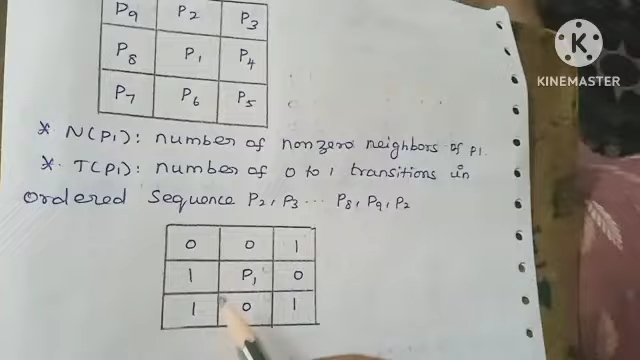 P9 P2 P3
P8 P1 P4
P7 P6 P5
* N(P1): number of nonzero neighbors of P1.
* T(P1): number of 0 to 1 transitions in
ordered sequence P2, P3 ... P8, P9, P2
0 0 1
1 P1 0
1 0 1
K
KINEMASTER